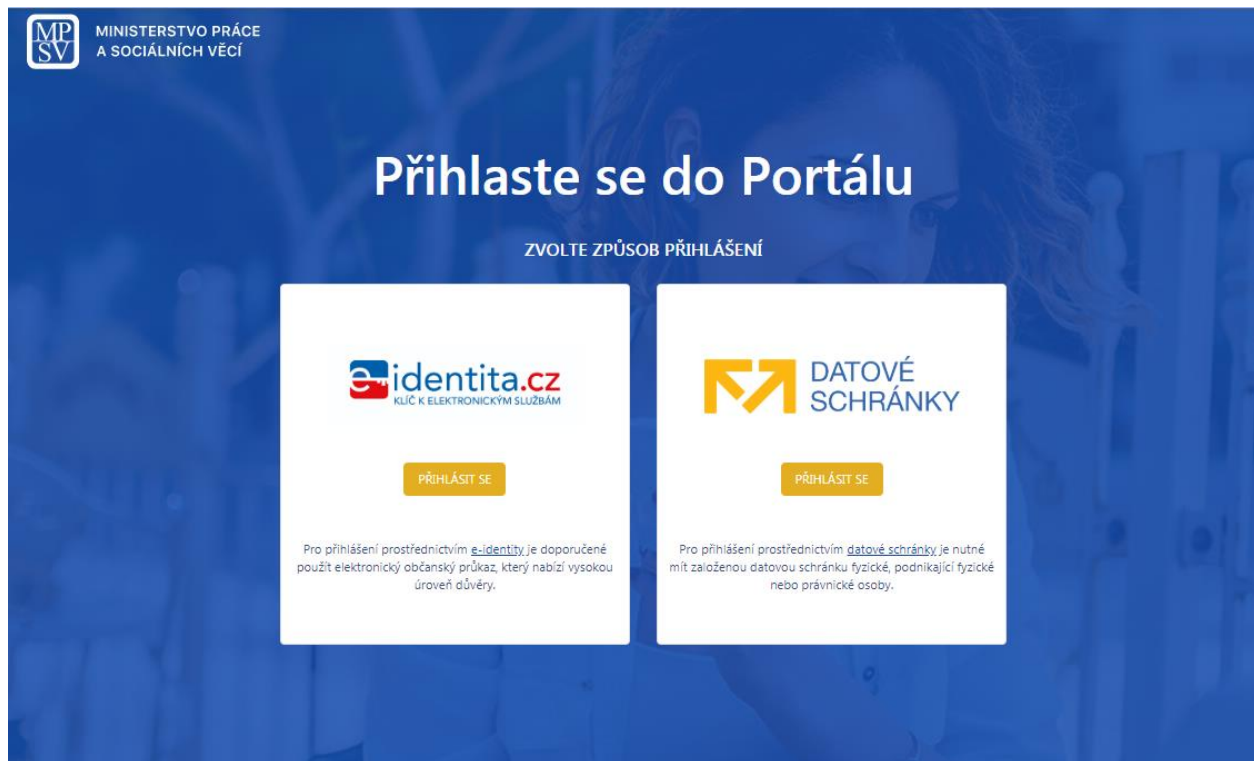 MP
SV
MINISTERSTVO PRÁCE
A SOCIÁLNÍCH VĚCÍ
Přihlaste se do Portálu
ZVOLTE ZPŮSOB PŘIHLÁŠENÍ
e-identita.cz
KLÍČ K ELEKTRONICKÝM SLUŽBÁM
PŘIHLÁSIT SE
Pro přihlášení prostřednictvím e-identity je doporučené
použít elektronický občanský průkaz, který nabízí vysokou
úroveň důvěry.
DATOVÉ
SCHRÁNKY
PŘIHLÁSIT SE
Pro přihlášení prostřednictvím datové schránky je nutné
mít založenou datovou schránku fyzické, podnikající fyzické
nebo právnické osoby.